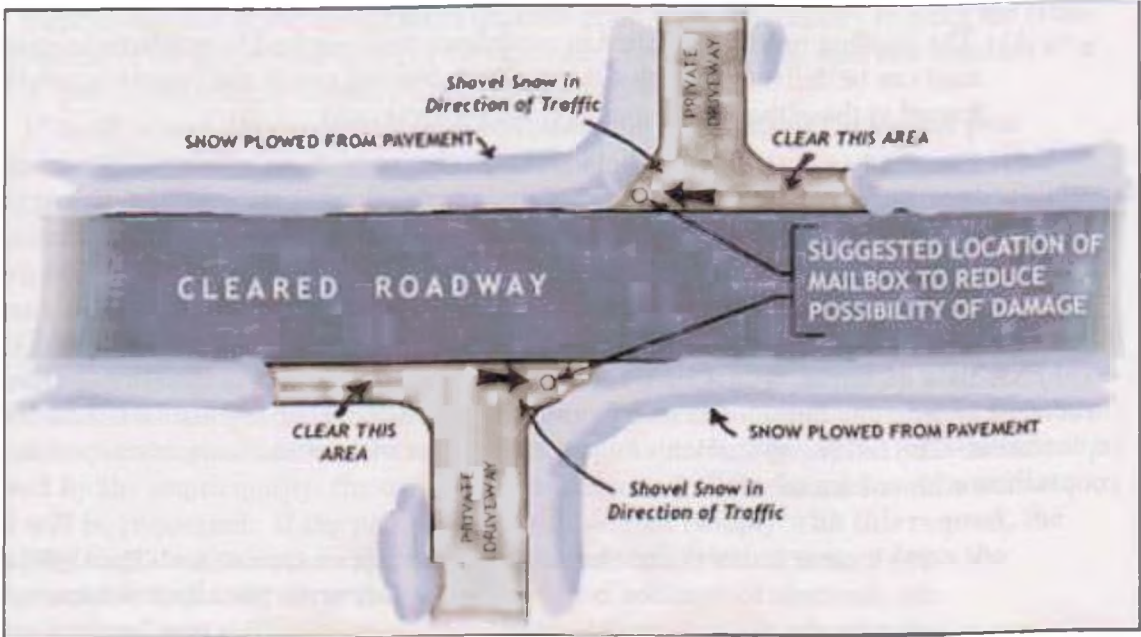 PRIVATE
DRIVEWAY
Shovel Snow in
Direction of Traffic
SNOW PLOWED FROM PAVEMENT
CLEAR THIS AREA
CLEARED ROADWAY
SUGGESTED LOCATION OF
MAILBOX TO REDUCE
POSSIBILITY OF DAMAGE
CLEAR THIS
AREA
SNOW PLOWED FROM PAVEMENT
PRIVATE
DRIVEWAY
Shovel Snow in
Direction of Traffic